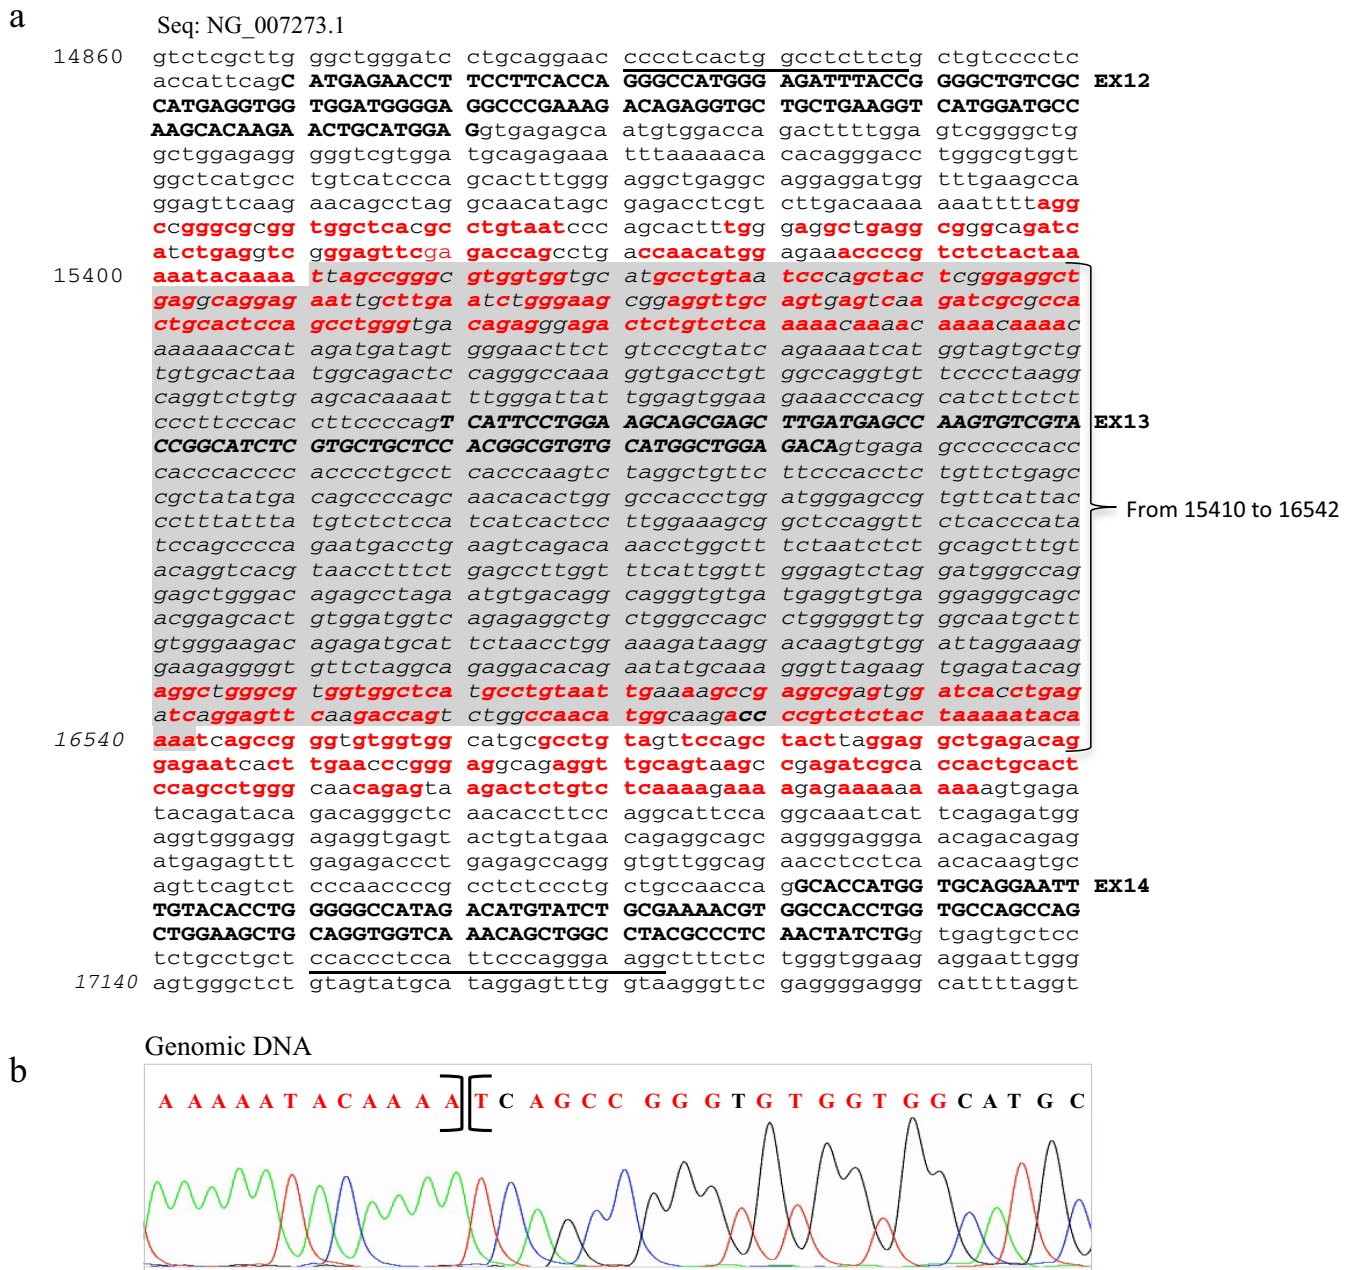 a
Seq: NG_007273.1
14860 gtctcgcttg ggctgggatc ctgcaggaac cccctcactg gcctcttctg ctgtcccctc
accattcagC ATGAGAACCT TCCTTCACCA GGGCCATGGG AGATTTACCG GGGCTGTCGC EX12
CATGAGGTGG TGGATGGGGA GGCCCGAAAG ACAGAGGTGC TGCTGAAGGT CATGGATGCC
AAGCACAAGA ACTGCATGGA Ggtgagagca atgtggacca gacttttgga gtcggggctg
gctggagagg gggtcgtgga tgcagagaaa tttaaaaaca cacagggacc tgggcgtggt
ggctcatgcc tgtcatccca gcactttggg aggctgaggc aggaggatgg tttgaagcca
ggagttcaag aacagcctag gcaacatagc gagacctcgt cttgacaaaa aaattttagg
ccgggcgcgg tggctcacgc ctgtaatccc agcactttgg gaggctgagg cgggcagatc
atctgaggtc gggagttcga gaccagcctg accaacatgg agaaaccccg tctctactaa
15400 aaatacaaaa ttagccgggc gtggtggtgc atgcctgtaa tcccagctac tcgggaggct
gaggcaggag aattgcttga atctgggaag cggaggttgc agtgagtcaa gatcgcgcca
ctgcactcca gcctgggtga cagagggaga ctctgtctca aaaacaaaac aaaacaaaac
aaaaaaccat agatgatagt gggaacttct gtcccgtatc agaaaatcat ggtagtgctg
tgtgcactaa tggcagactc cagggccaaa ggtgacctgt ggccaggtgt tcccctaagg
caggtctgtg agcacaaaat ttgggattat tggagtggaa gaaacccacg catcttctct
cccttcccac cttccccagT CATTCCTGGA AGCAGCGAGC TTGATGAGCC AAGTGTCGTA EX13
CCGGCATCTC GTGCTGCTCC ACGGCGTGTG CATGGCTGGA GACAgtgaga gcccccccacc
cacccacccc acccctgcct cacccaagtc taggctgttc ttcccacctc tgttctgagc
cgctatatga cagccccagc aacacactgg gccaccctgg atgggagccg tgttcattac
From 15410 to 16542
cctttattta tgtctctcca tcatcactcc ttggaaagcg gctccaggtt ctcacccata
tccagcccca gaatgacctg aagtcagaca aacctggctt tctaatctct gcagctttgt
acaggtcacg taacctttct gagccttggt ttcattggtt gggagtctag gatgggccag
gagctgggac agagcctaga atgtgacagg cagggtgtga tgaggtgtga ggagggcagc
acggagcact gtggatggtc agagaggctg ctgggccagc ctgggggttg ggcaatgctt
gtgggaagac agagatgcat tctaacctgg aaagataagg acaagtgtgg attaggaaag
gaagaggggt gttctaggca gaggacacag aatatgcaaa gggttagaag tgagatacag
aggctgggcg tggtggctca tgcctgtaat tgaaaagccg aggcgagtgg atcacctgag
atcaggagtt caagaccagt ctggccaaca tggcaagacc ccgtctctac taaaaataca
16540 aaatcagccg ggtgtggtgg catgcgcctg tagttccagc tacttaggag gctgagacag
gagaatcact tgaacccggg aggcagaggt tgcagtaagc cgagatcgca ccactgcact
ccagcctggg caacagagta agactctgtc tcaaaagaaa agagaaaaaa aaaagtgaga
tacagataca gacagggctc aacaccttcc aggcattcca ggcaaatcat tcagagatgg
aggtgggagg agaggtgagt actgtatgaa cagaggcagc aggggaggga acagacagag
atgagagttt gagagaccct gagagccagg gtgttggcag aacctcctca acacaagtgc
agttcagtct cccaaccccg cctctccctg ctgccaacca gGCACCATGG TGCAGGAATT EX14
TGTACACCTG GGGGCCATAG ACATGTATCT GCGAAAACGT GGCCACCTGG TGCCAGCCAG
CTGGAAGCTG CAGGTGGTCA AACAGCTGGC CTACGCCCTC AACTATCTGg tgagtgctcc
tctgcctgct ccaccctcca ttcccaggga aggctttctc tgggtggaag aggaattggg
17140 agtgggctct gtagtatgca taggagtttg gtaagggttc gaggggaggg cattttaggt
b
Genomic DNA
A AAAATACAAAA][TCAGCC GGGTGTGGTGGCATGC